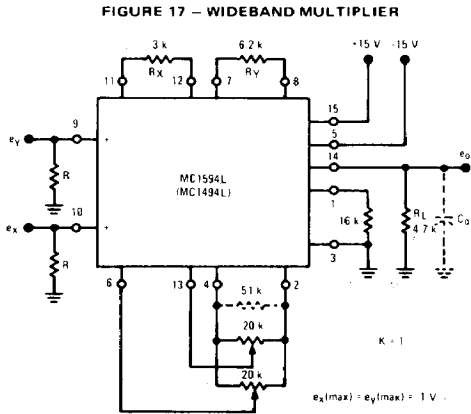 FIGURE 17 – WIDEBAND MULTIPLIER
3 k
6.2 k
+15 V
-15 V
11
RX
12
7
RY
8
9
15
eY
+
5
R
14
eo
MC1594L
(MC1494L)
1
10
eX
+
16 k
RL
4.7 k
Co
R
3
6
13
4
2
51 k
20 k
20 k
K = 1
eX(max) = eY(max) = 1 V